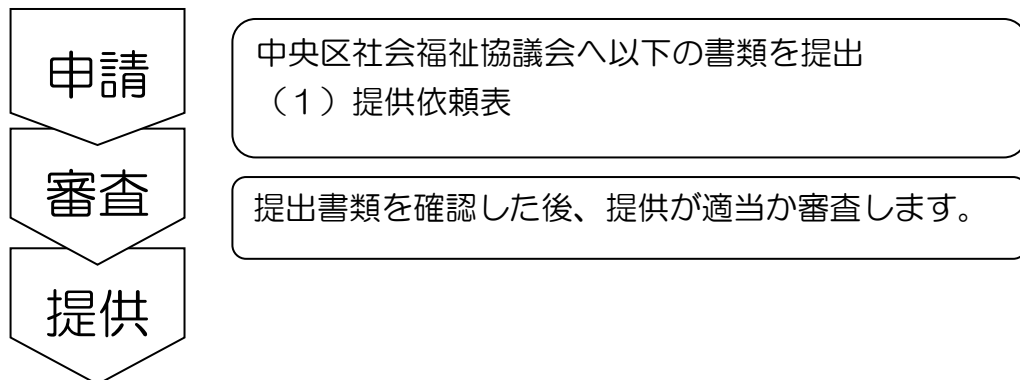 申請
中央区社会福祉協議会へ以下の書類を提出
（１）提供依頼表
審査
提出書類を確認した後、提供が適当か審査します。
提供